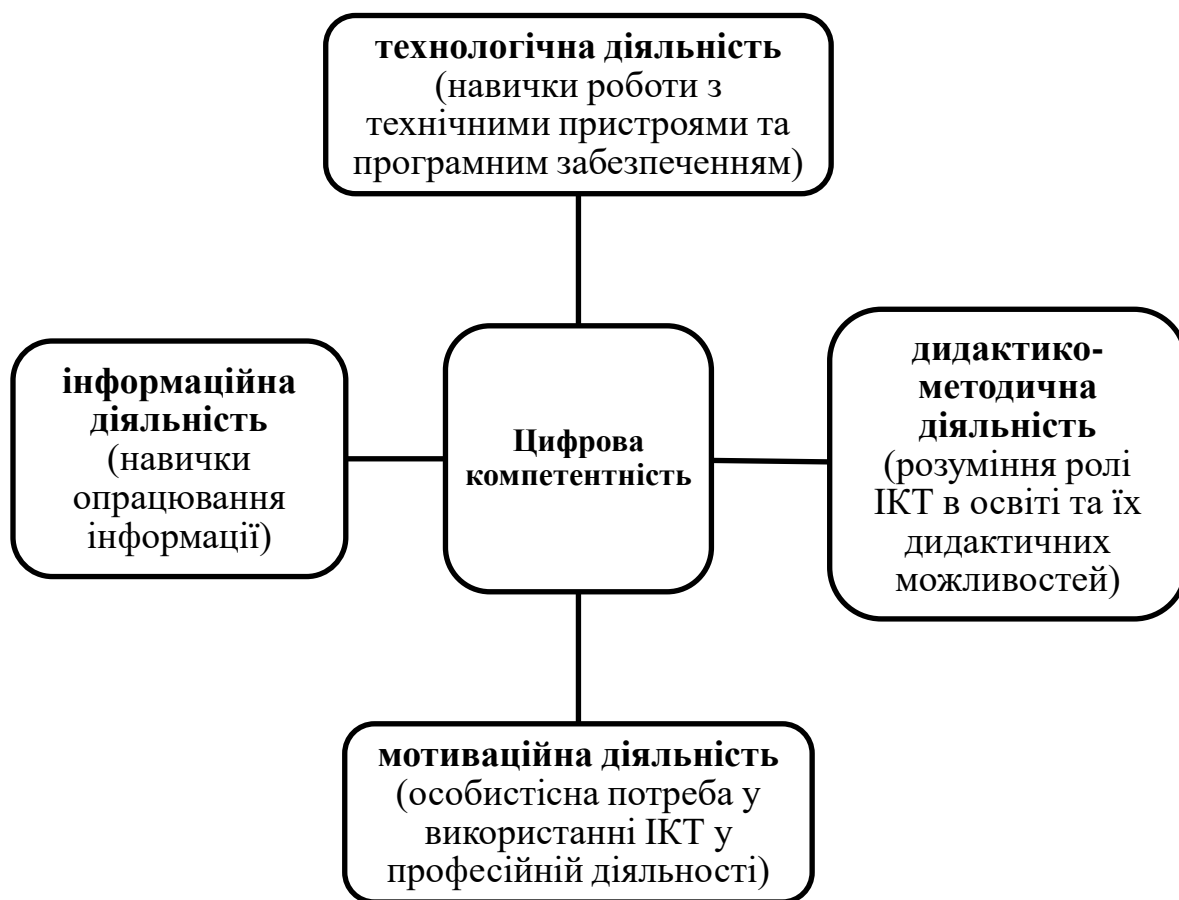 технологічна діяльність
(навички роботи з
технічними пристроями та
програмним забезпеченням)
інформаційна
діяльність
(навички
опрацювання
інформації)
Цифрова
компетентність
дидактико-
методична
діяльність
(розуміння ролі
ІКТ в освіті та їх
дидактичних
можливостей)
мотиваційна діяльність
(особистісна потреба у
використанні ІКТ у
професійній діяльності)